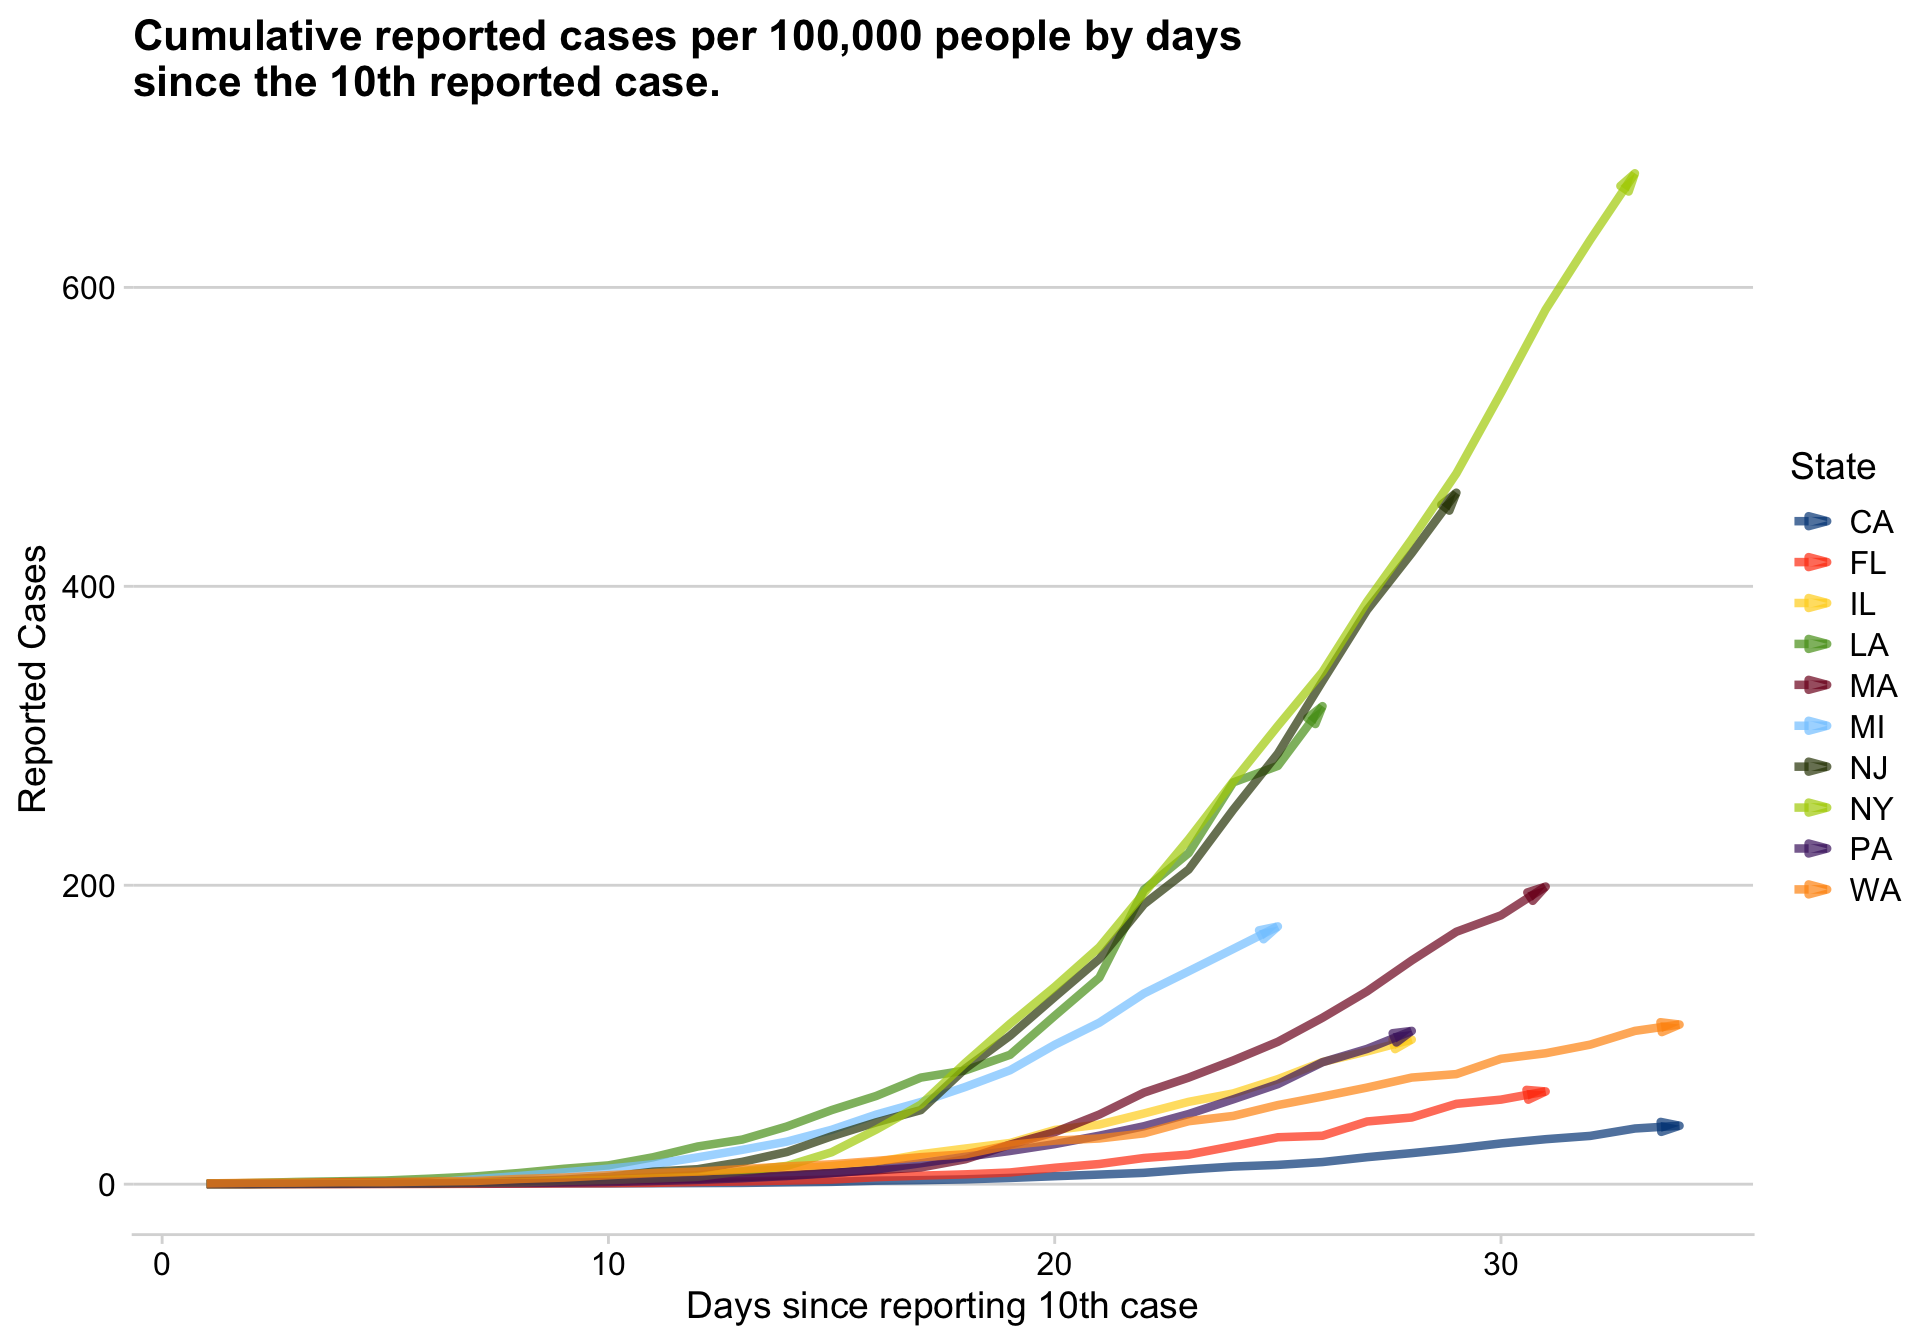 Cumulative reported cases per 100,000 people by days
since the 10th reported case.
600
400
200
0
Reported Cases
0 10 20 30
Days since reporting 10th case
State
CA
FL
IL
LA
MA
MI
NJ
NY
PA
WA